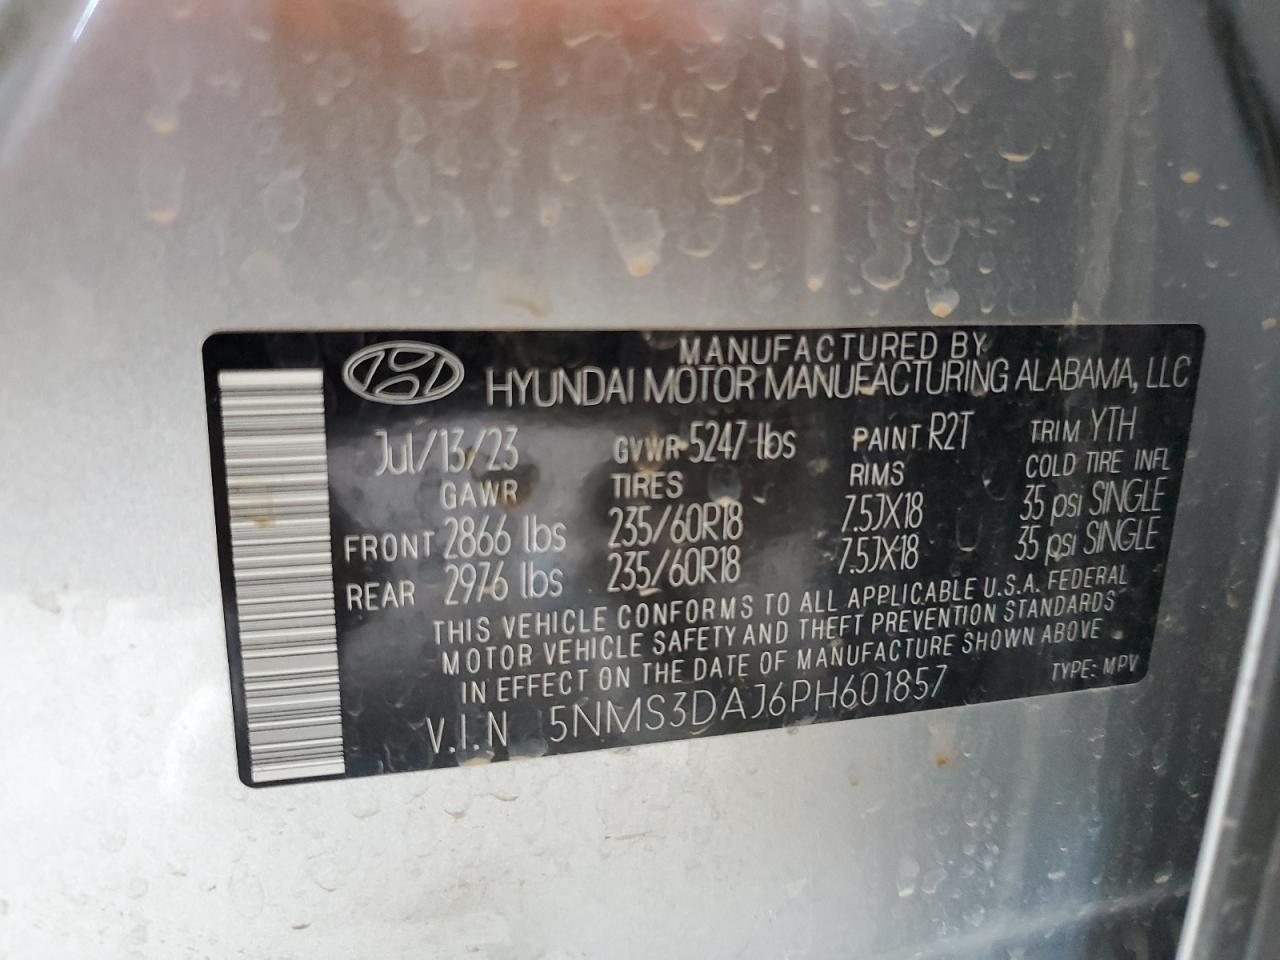 MANUFACTURED BY
HYUNDAI MOTOR MANUFACTURING ALABAMA, LLC
Jul/13/23 GVWR 5247 lbs PAINT R2T TRIM YTH
GAWR TIRES RIMS COLD TIRE INFL
FRONT 2866 lbs 235/60R18 7.5JX18 35 psi SINGLE
REAR 2976 lbs 235/60R18 7.5JX18 35 psi SINGLE
THIS VEHICLE CONFORMS TO ALL APPLICABLE U.S.A. FEDERAL
MOTOR VEHICLE SAFETY AND THEFT PREVENTION STANDARDS
IN EFFECT ON THE DATE OF MANUFACTURE SHOWN ABOVE
V.I.N 5NMS3DAJ6PH601857 TYPE: MPV